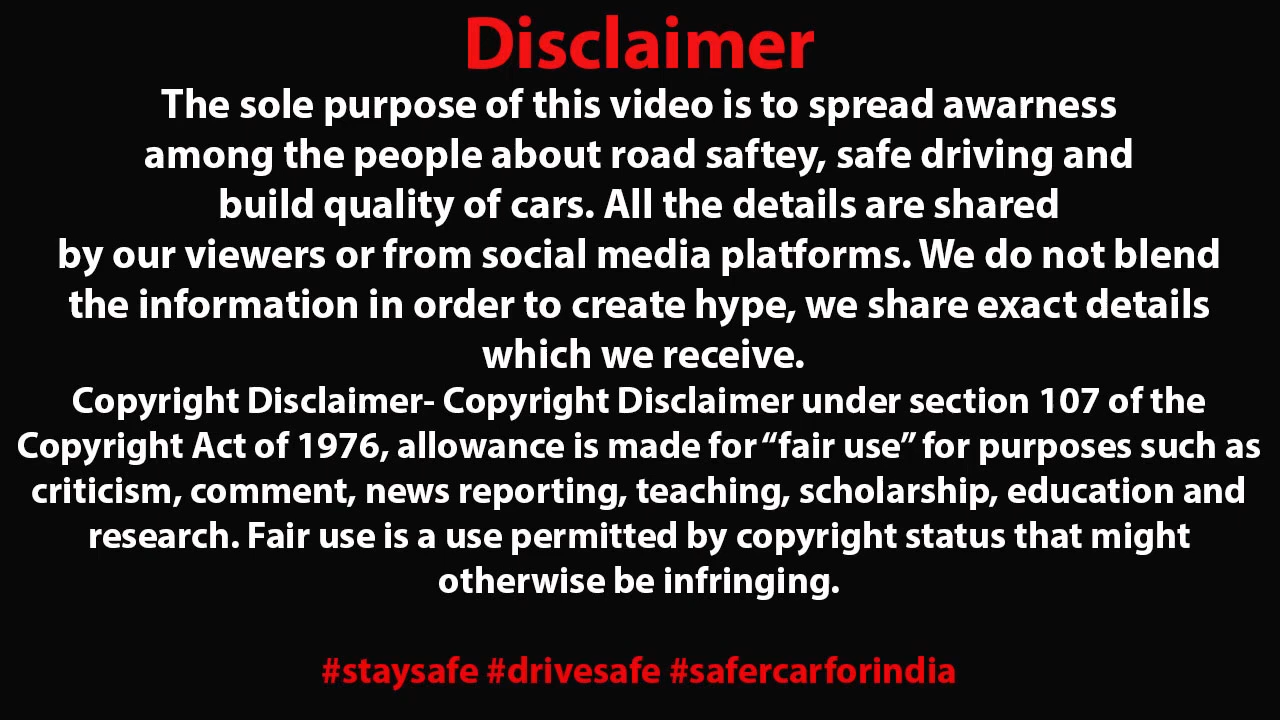 Disclaimer
The sole purpose of this video is to spread awarness
among the people about road saftey, safe driving and
build quality of cars. All the details are shared
by our viewers or from social media platforms. We do not blend
the information in order to create hype, we share exact details
which we receive.
Copyright Disclaimer- Copyright Disclaimer under section 107 of the
Copyright Act of 1976, allowance is made for “fair use” for purposes such as
criticism, comment, news reporting, teaching, scholarship, education and
research. Fair use is a use permitted by copyright status that might
otherwise be infringing.
#staysafe #drivesafe #safercarforindia